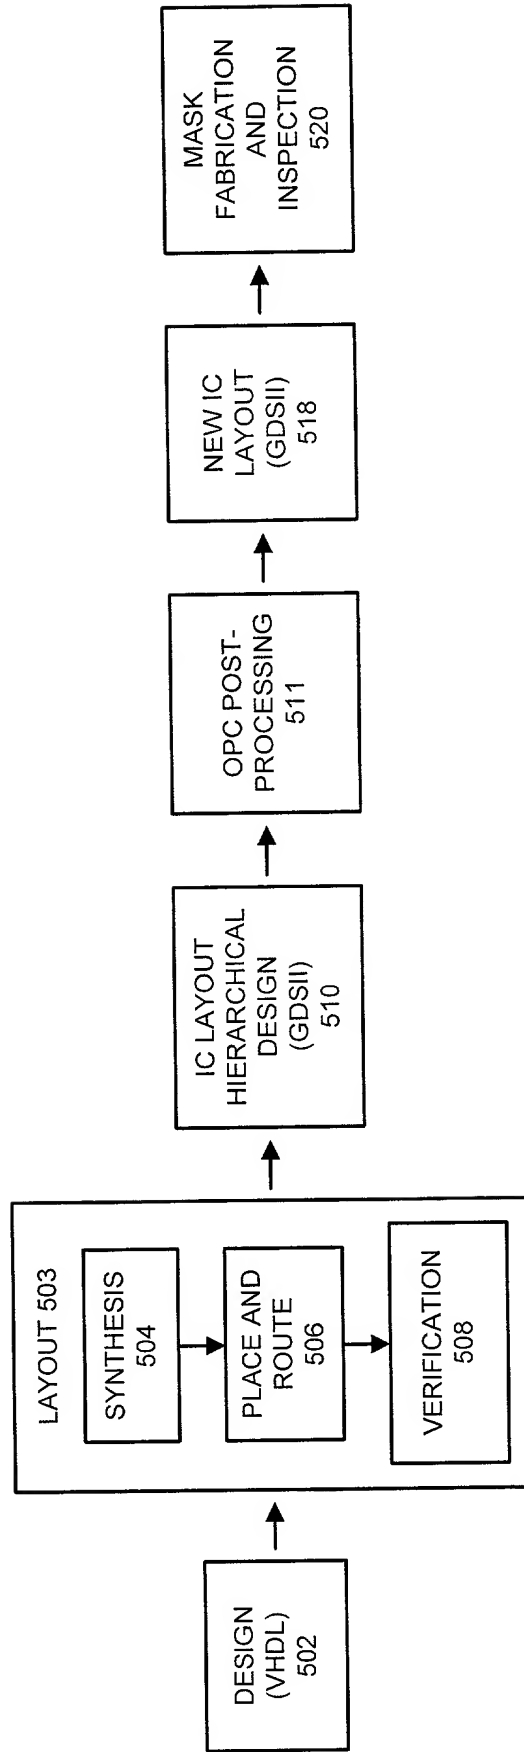 DESIGN
(VHDL)
502
LAYOUT 503
SYNTHESIS
504
PLACE AND
ROUTE
506
VERIFICATION
508
IC LAYOUT
HIERARCHICAL
DESIGN
(GDSII)
510
OPC POST-
PROCESSING
511
NEW IC
LAYOUT
(GDSII)
518
MASK
FABRICATION
AND
INSPECTION
520